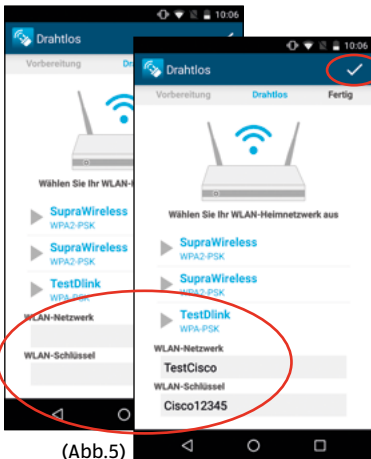 10:06
Drahtlos
Vorbereitung
Wählen Sie Ihr WLAN-
SupraWireless
WPA2-PSK
SupraWireless
WPA2-PSK
TestDlink
WPA-PSK
WLAN-Netzwerk
WLAN-Schlüssel
10:06
Drahtlos
Vorbereitung Drahtlos Fertig
Wählen Sie Ihr WLAN-Heimnetzwerk aus
SupraWireless
WPA2-PSK
SupraWireless
WPA2-PSK
TestDlink
WPA-PSK
WLAN-Netzwerk
TestCisco
WLAN-Schlüssel
Cisco12345
(Abb.5)